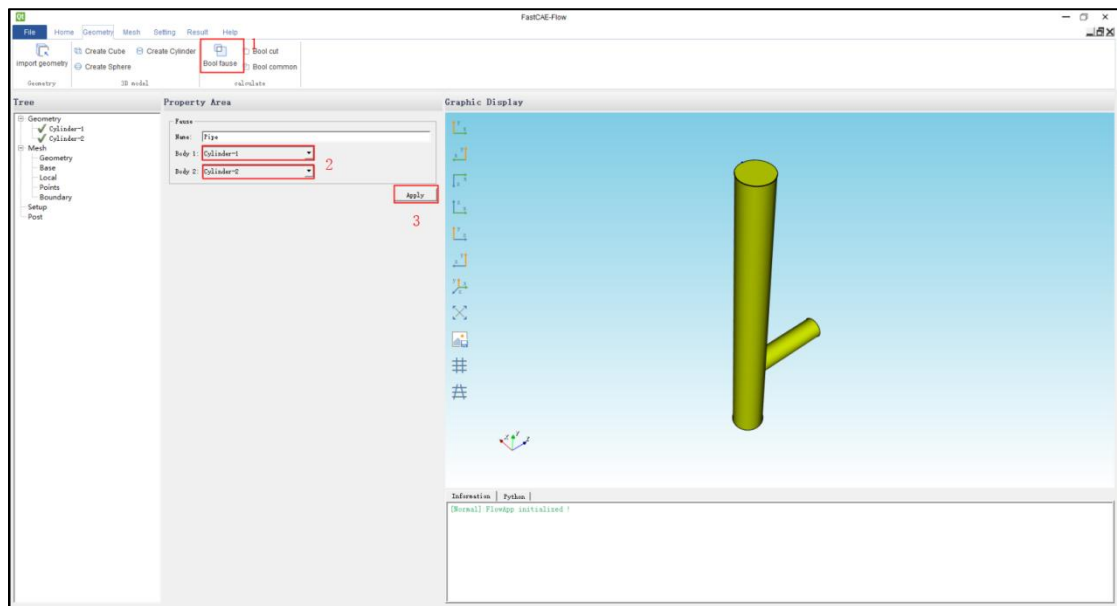 FastCAE-Flow
File Home Geometry Mesh Setting Result Help
1
import geometry
Create Cube Create Cylinder
Create Sphere
Bool fause
Bool cut
Bool common
Geometry 3D model calculate
Tree
Geometry
Cylinder-1
Cylinder-2
Mesh
Geometry
Base
Local
Points
Boundary
Setup
Post
Property Area
Fause
Name: Pipe
Body 1: Cylinder-1
Body 2: Cylinder-2
2
Apply
3
Graphic Display
Information Python
[Normal] FlowApp initialized !